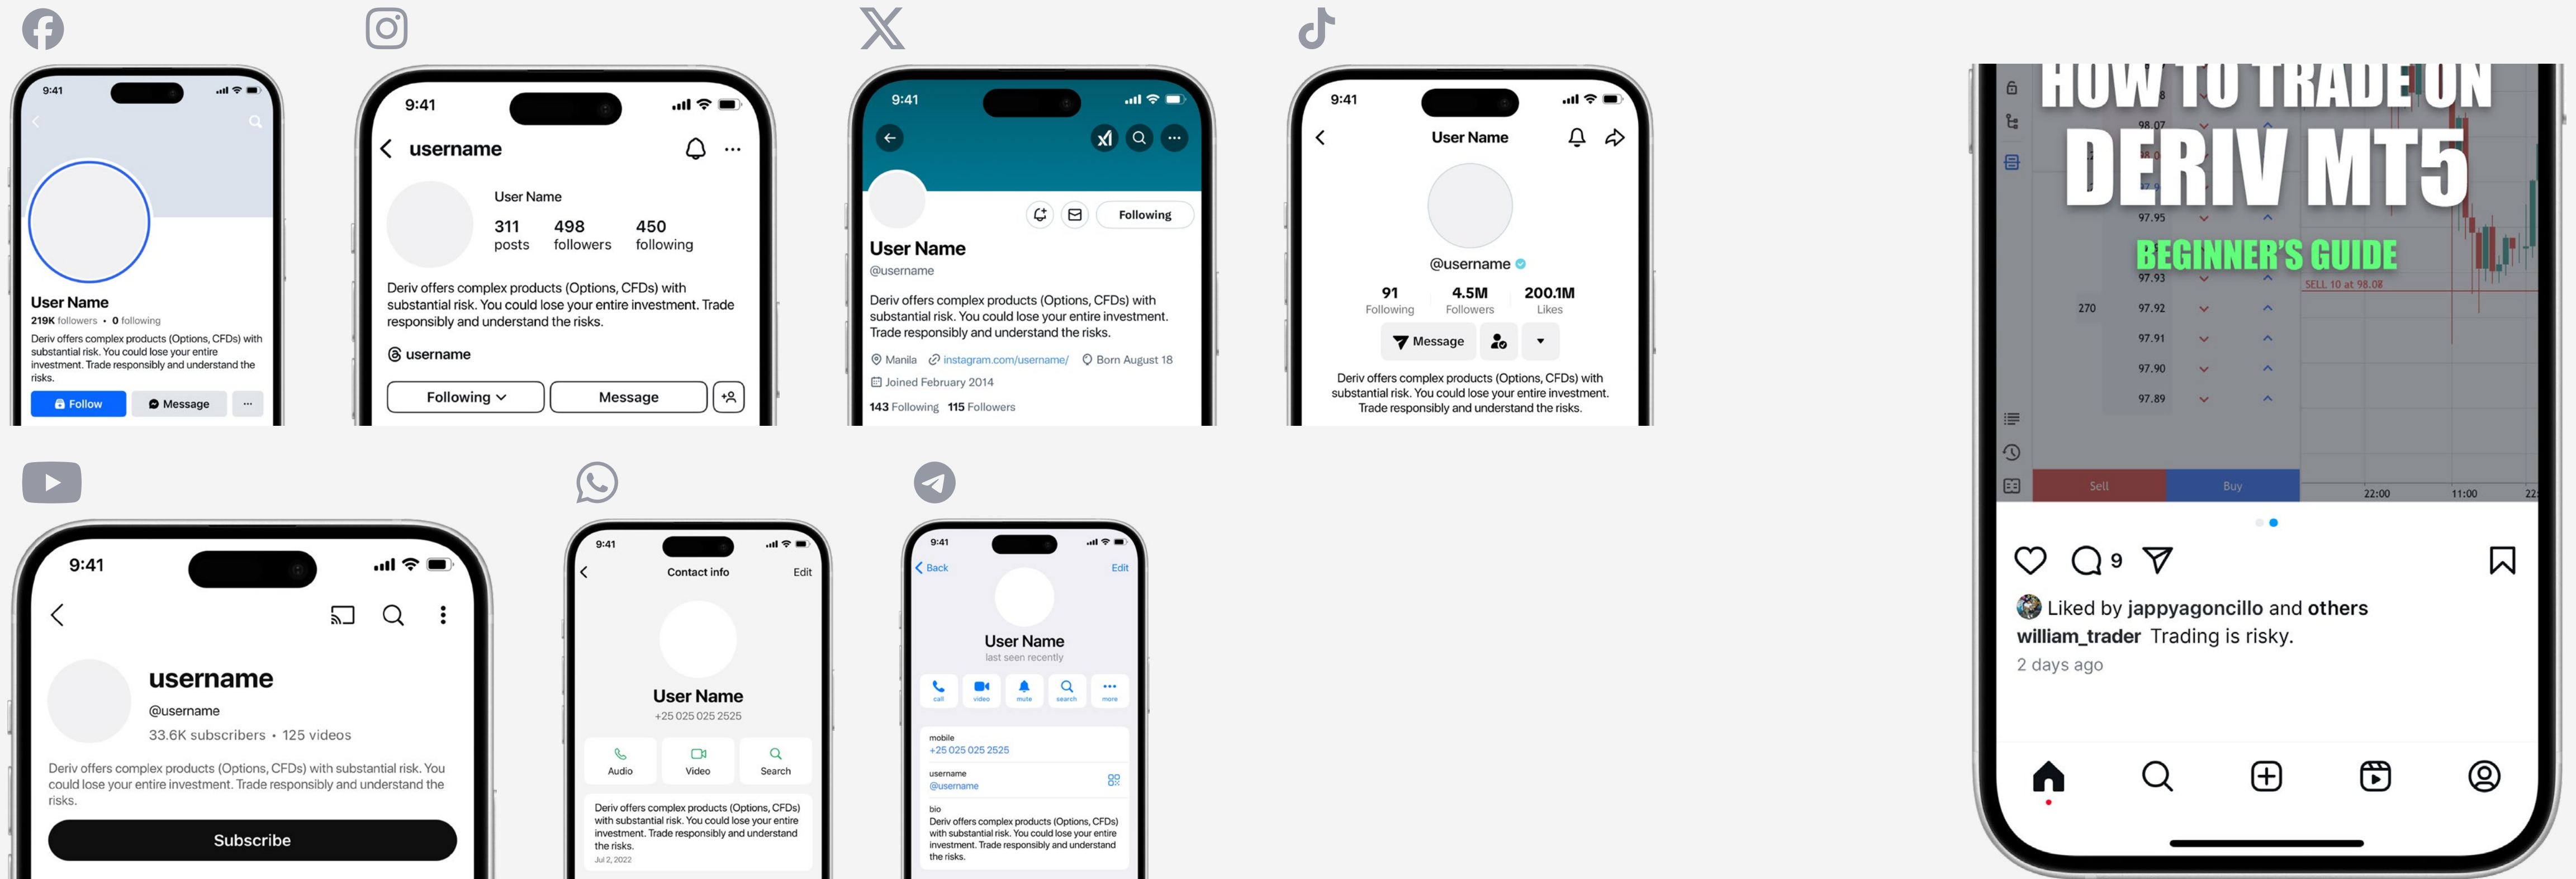 9:41
User Name
219K followers • 0 following
Deriv offers complex products (Options, CFDs) with
substantial risk. You could lose your entire
investment. Trade responsibly and understand the
risks.
Follow
Message
9:41
username
User Name
311 498 450
posts followers following
Deriv offers complex products (Options, CFDs) with
substantial risk. You could lose your entire investment. Trade
responsibly and understand the risks.
username
Following
Message
9:41
Following
User Name
@username
Deriv offers complex products (Options, CFDs) with
substantial risk. You could lose your entire investment.
Trade responsibly and understand the risks.
Manila instagram.com/username/ Born August 18
Joined February 2014
143 Following 115 Followers
9:41
User Name
@username
91 4.5M 200.1M
Following Followers Likes
Message
Deriv offers complex products (Options, CFDs) with
substantial risk. You could lose your entire investment.
Trade responsibly and understand the risks.
9:41
username
@username
33.6K subscribers • 125 videos
Deriv offers complex products (Options, CFDs) with substantial risk. You
could lose your entire investment. Trade responsibly and understand the
risks.
Subscribe
9:41
Contact info
Edit
User Name
+25 025 025 2525
Audio Video Search
Deriv offers complex products (Options, CFDs)
with substantial risk. You could lose your entire
investment. Trade responsibly and understand
the risks.
Jul 2, 2022
9:41
Back Edit
User Name
last seen recently
call video mute search more
mobile
+25 025 025 2525
username
@username
bio
Deriv offers complex products (Options, CFDs)
with substantial risk. You could lose your entire
investment. Trade responsibly and understand
the risks.
HOW TO TRADE ON
98.07
DERIV MT5
97.95
BEGINNER'S GUIDE
97.93
SELL 10 at 98.08
270 97.92
97.91
97.90
97.89
Sell Buy
22:00 11:00 22:
9
Liked by jappyagoncillo and others
william_trader Trading is risky.
2 days ago